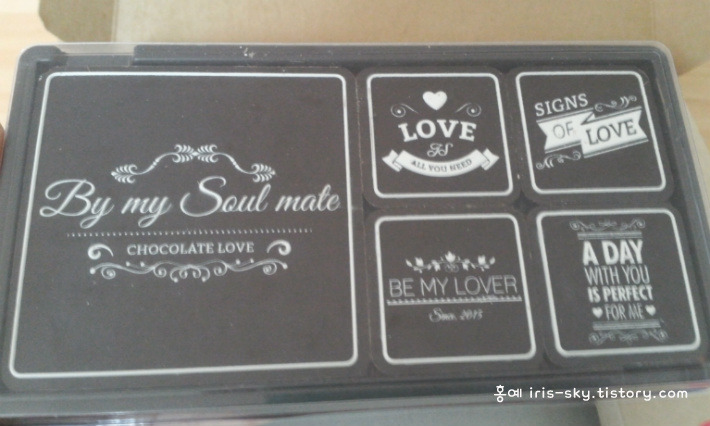 By my Soul mate
CHOCOLATE LOVE
LOVE
IS
ALL YOU NEED
SIGNS
OF LOVE
BE MY LOVER
Since. 2013
A DAY
WITH YOU
IS PERFECT
FOR ME
홍예 iris-sky.tistory.com